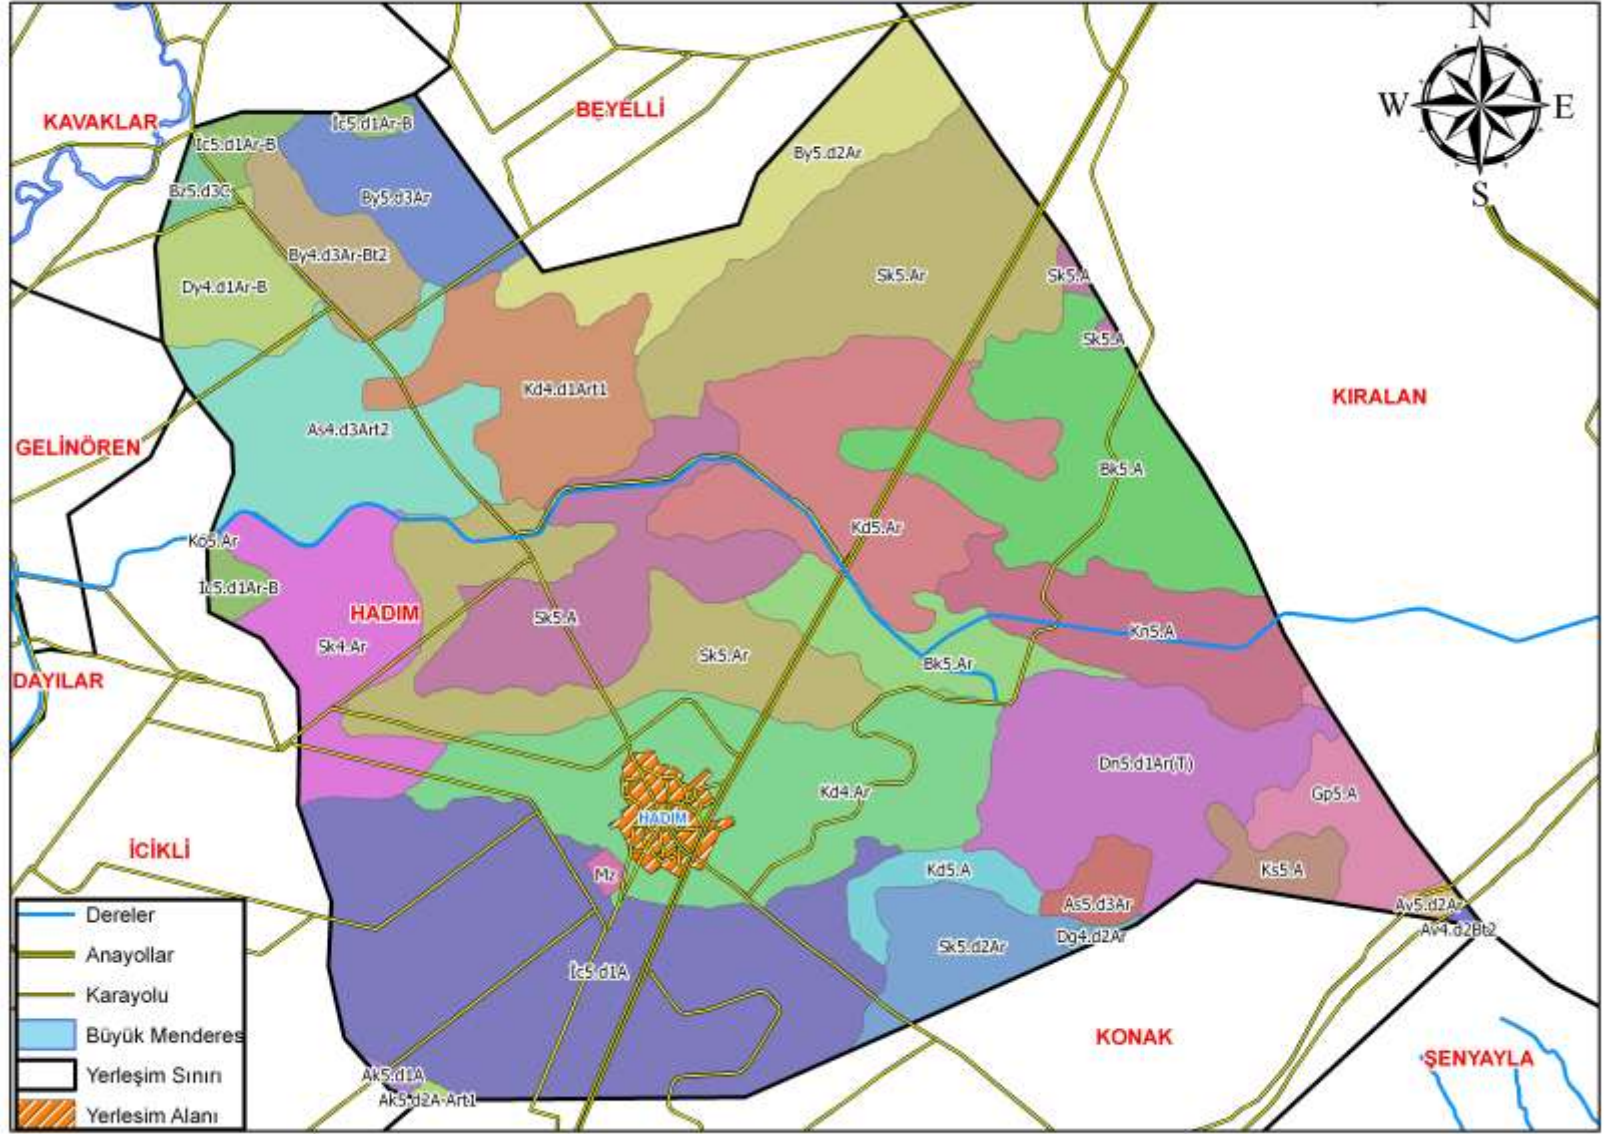 N
W E
S
KAVAKLAR
BEYELLİ
İc5.d1Ar-B
İc5.d1Ar-B
By5.d2Ar
Bz5.d3C
By5.d3Ar
By4.d3Ar-Bt2
Dy4.d1Ar-B
Sk5.Ar
Sk5.A
Sk5.A
Kd4.d1Art1
KIRALAN
As4.d3Art2
GELİNÖREN
Bk5.A
Kd5.Ar
Ko5.Ar
İc5.d1Ar-B
HADIM
Sk5.A
Kn5.A
Sk4.Ar
Sk5.Ar
Bk5.Ar
DAYILAR
Dn5.d1Ar(T)
Kd4.Ar
Gp5.A
HADIM
İCİKLİ
Mz
Kd5.A
Ks5.A
As5.d3Ar
Av5.d2Ar
Dg4.d2Ar
Av4.d2Bt2
Sk5.d2Ar
İc5.d1A
KONAK
ŞENYAYLA
Ak5.d1A
Ak5.d2A-Art1
Dereler
Anayollar
Karayolu
Büyük Menderes
Yerleşim Sınırı
Yerlesim Alanı